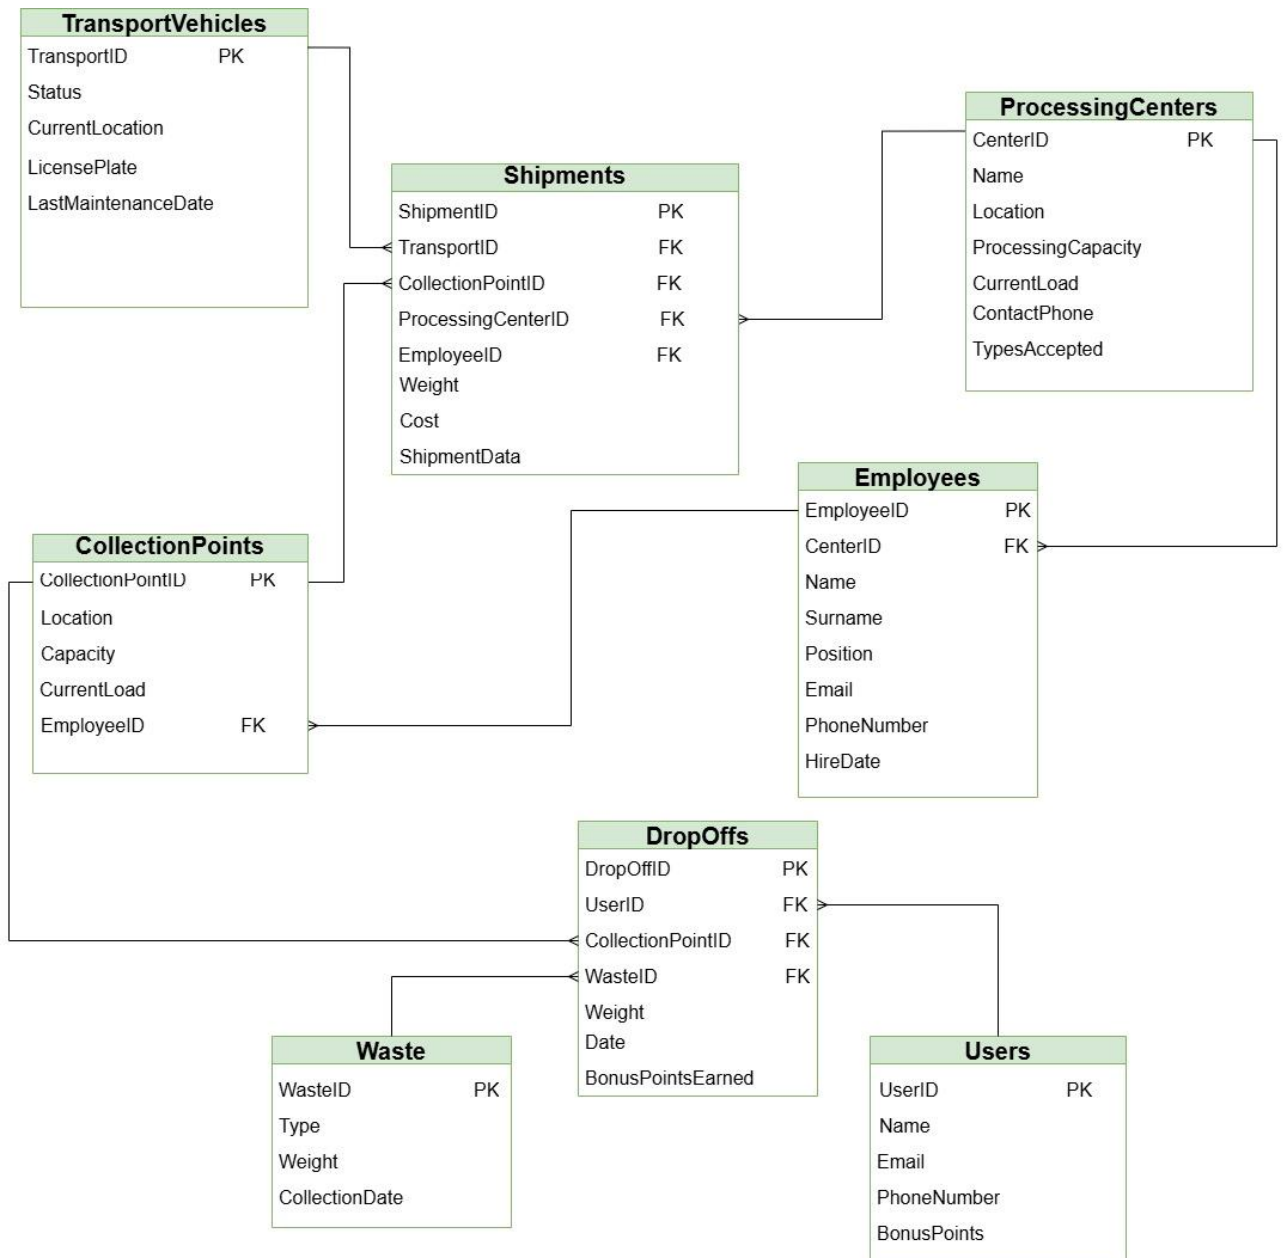 TransportVehicles
TransportID PK
Status
CurrentLocation
LicensePlate
LastMaintenanceDate
ProcessingCenters
CenterID PK
Name
Location
ProcessingCapacity
CurrentLoad
ContactPhone
TypesAccepted
Shipments
ShipmentID PK
TransportID FK
CollectionPointID FK
ProcessingCenterID FK
EmployeeID FK
Weight
Cost
ShipmentData
Employees
EmployeeID PK
CenterID FK
Name
Surname
Position
Email
PhoneNumber
HireDate
CollectionPoints
CollectionPointID PK
Location
Capacity
CurrentLoad
EmployeeID FK
DropOffs
DropOffID PK
UserID FK
CollectionPointID FK
WasteID FK
Weight
Date
BonusPointsEarned
Waste
WasteID PK
Type
Weight
CollectionDate
Users
UserID PK
Name
Email
PhoneNumber
BonusPoints